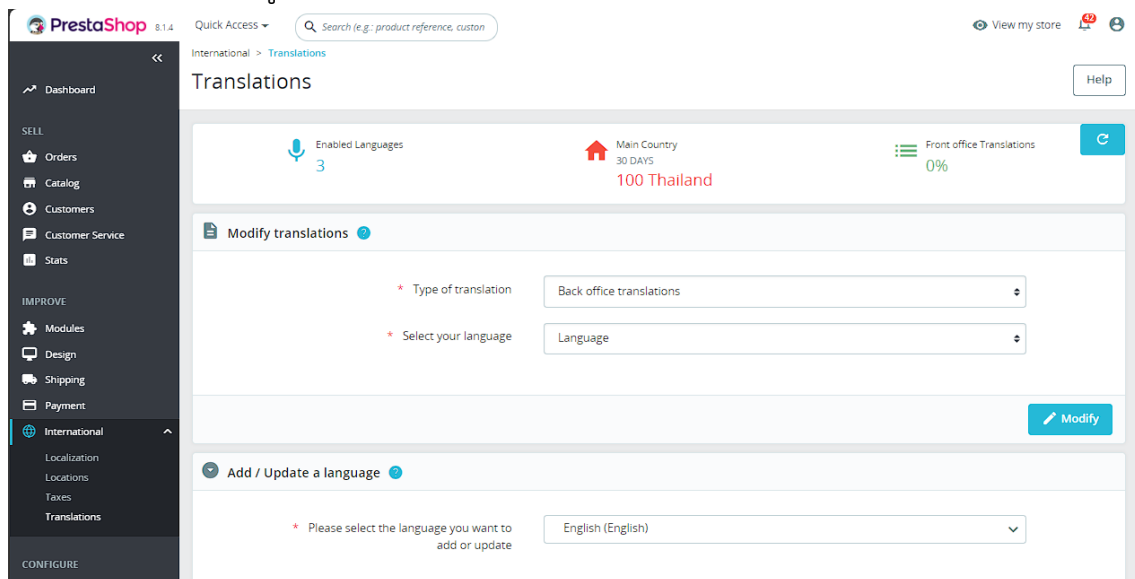 PrestaShop 8.1.4
Quick Access
Search (e.g.: product reference, custon
View my store
42
International > Translations
Translations
Help
Dashboard
SELL
Orders
Catalog
Customers
Customer Service
Stats
IMPROVE
Modules
Design
Shipping
Payment
International
Localization
Locations
Taxes
Translations
CONFIGURE
Enabled Languages
3
Main Country
30 DAYS
100 Thailand
Front office Translations
0%
Modify translations ?
* Type of translation
Back office translations
* Select your language
Language
Modify
Add / Update a language ?
* Please select the language you want to
add or update
English (English)